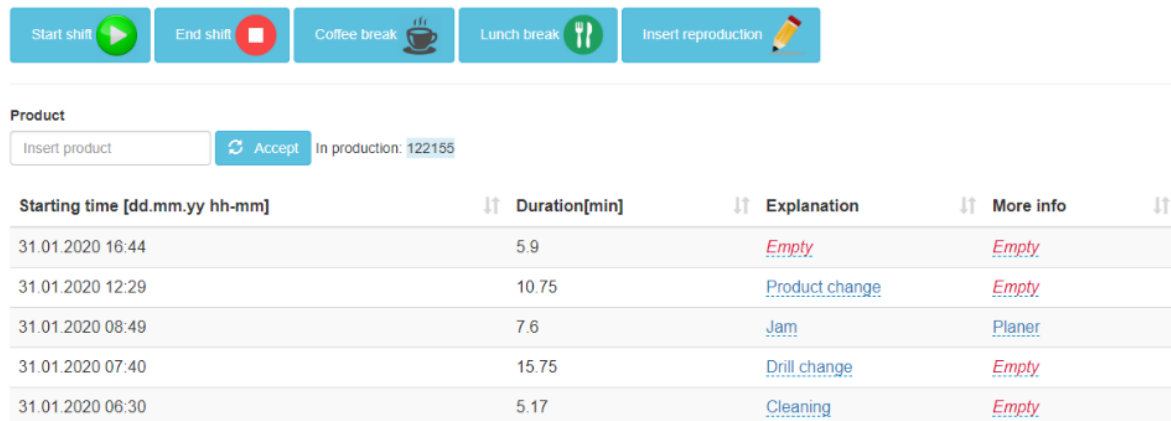 Start shift End shift Coffee break Lunch break Insert reproduction
Product
Insert product Accept In production: 122155
Starting time [dd.mm.yy hh-mm] Duration[min] Explanation More info
31.01.2020 16:44 5.9 Empty Empty
31.01.2020 12:29 10.75 Product change Empty
31.01.2020 08:49 7.6 Jam Planer
31.01.2020 07:40 15.75 Drill change Empty
31.01.2020 06:30 5.17 Cleaning Empty